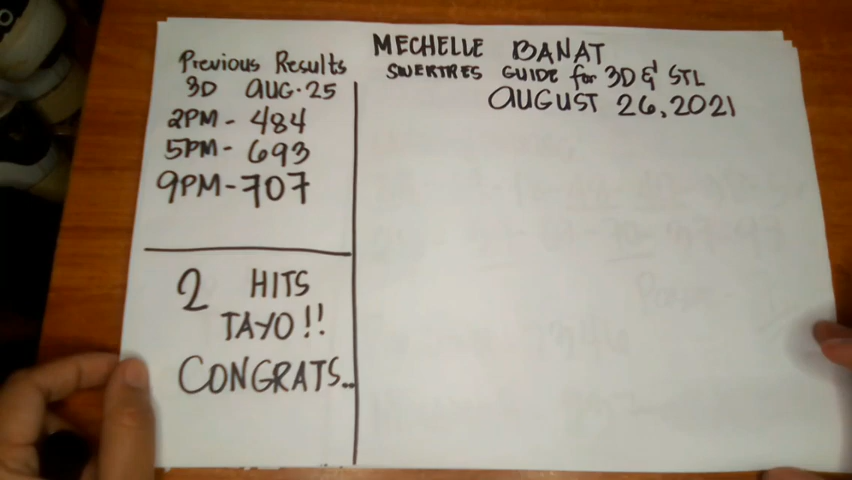 MECHELLE BANAT
SWERTRES GUIDE for 3D & STL
AUGUST 26, 2021
Previous Results
3D AUG. 25
2PM - 484
5PM - 693
9PM - 707
2 HITS
TAYO!!
CONGRATS..